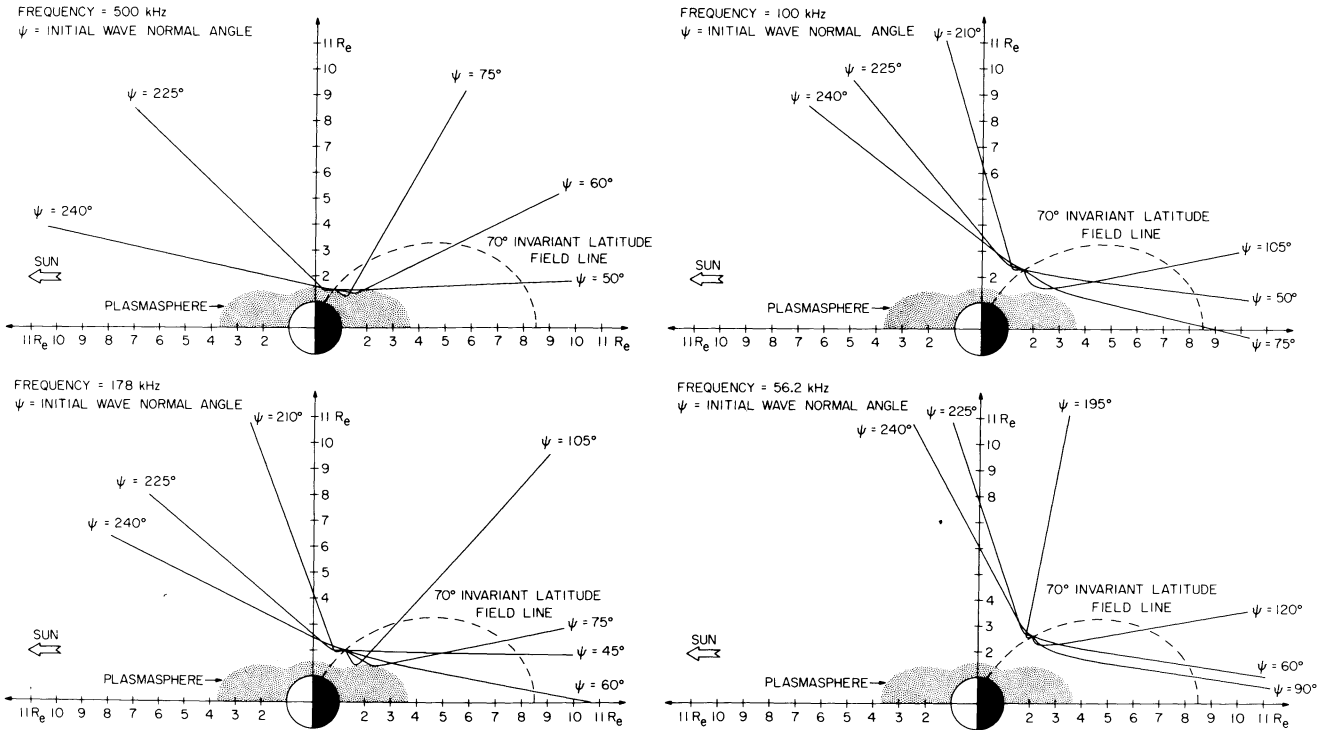 FREQUENCY = 500 kHz
ψ = INITIAL WAVE NORMAL ANGLE
11 Re
10
9
8
7
6
5
4
3
2
ψ = 225°
ψ = 75°
ψ = 240°
ψ = 60°
70° INVARIANT LATITUDE
FIELD LINE
ψ = 50°
SUN
PLASMASPHERE
11 Re 10 9 8 7 6 5 4 3 2 2 3 4 5 6 7 8 9 10 11 Re
FREQUENCY = 100 kHz
ψ = INITIAL WAVE NORMAL ANGLE
ψ = 210°
11 Re
10
9
8
7
4
2
ψ = 225°
ψ = 240°
70° INVARIANT LATITUDE
FIELD LINE
ψ = 105°
ψ = 50°
ψ = 75°
SUN
PLASMASPHERE
11 Re 10 9 8 7 6 5 4 3 2 2 3 4 5 6 7 8 9
FREQUENCY = 178 kHz
ψ = INITIAL WAVE NORMAL ANGLE
ψ = 210°
11 Re
10
9
8
7
6
5
4
2
ψ = 105°
ψ = 225°
ψ = 240°
70° INVARIANT LATITUDE
FIELD LINE
ψ = 75°
ψ = 45°
ψ = 60°
SUN
PLASMASPHERE
11 Re 10 9 8 7 6 5 4 3 2 2 3 4 5 6 7 8 9 10 11 Re
FREQUENCY = 56.2 kHz
ψ = INITIAL WAVE NORMAL ANGLE
ψ = 225°
ψ = 195°
ψ = 240°
11 Re
10
9
8
7
5
4
3
2
70° INVARIANT LATITUDE
FIELD LINE
ψ = 120°
ψ = 60°
ψ = 90°
SUN
PLASMASPHERE
11 Re 10 9 8 7 6 5 4 3 2 2 3 4 5 6 7 8 9 10 11 Re